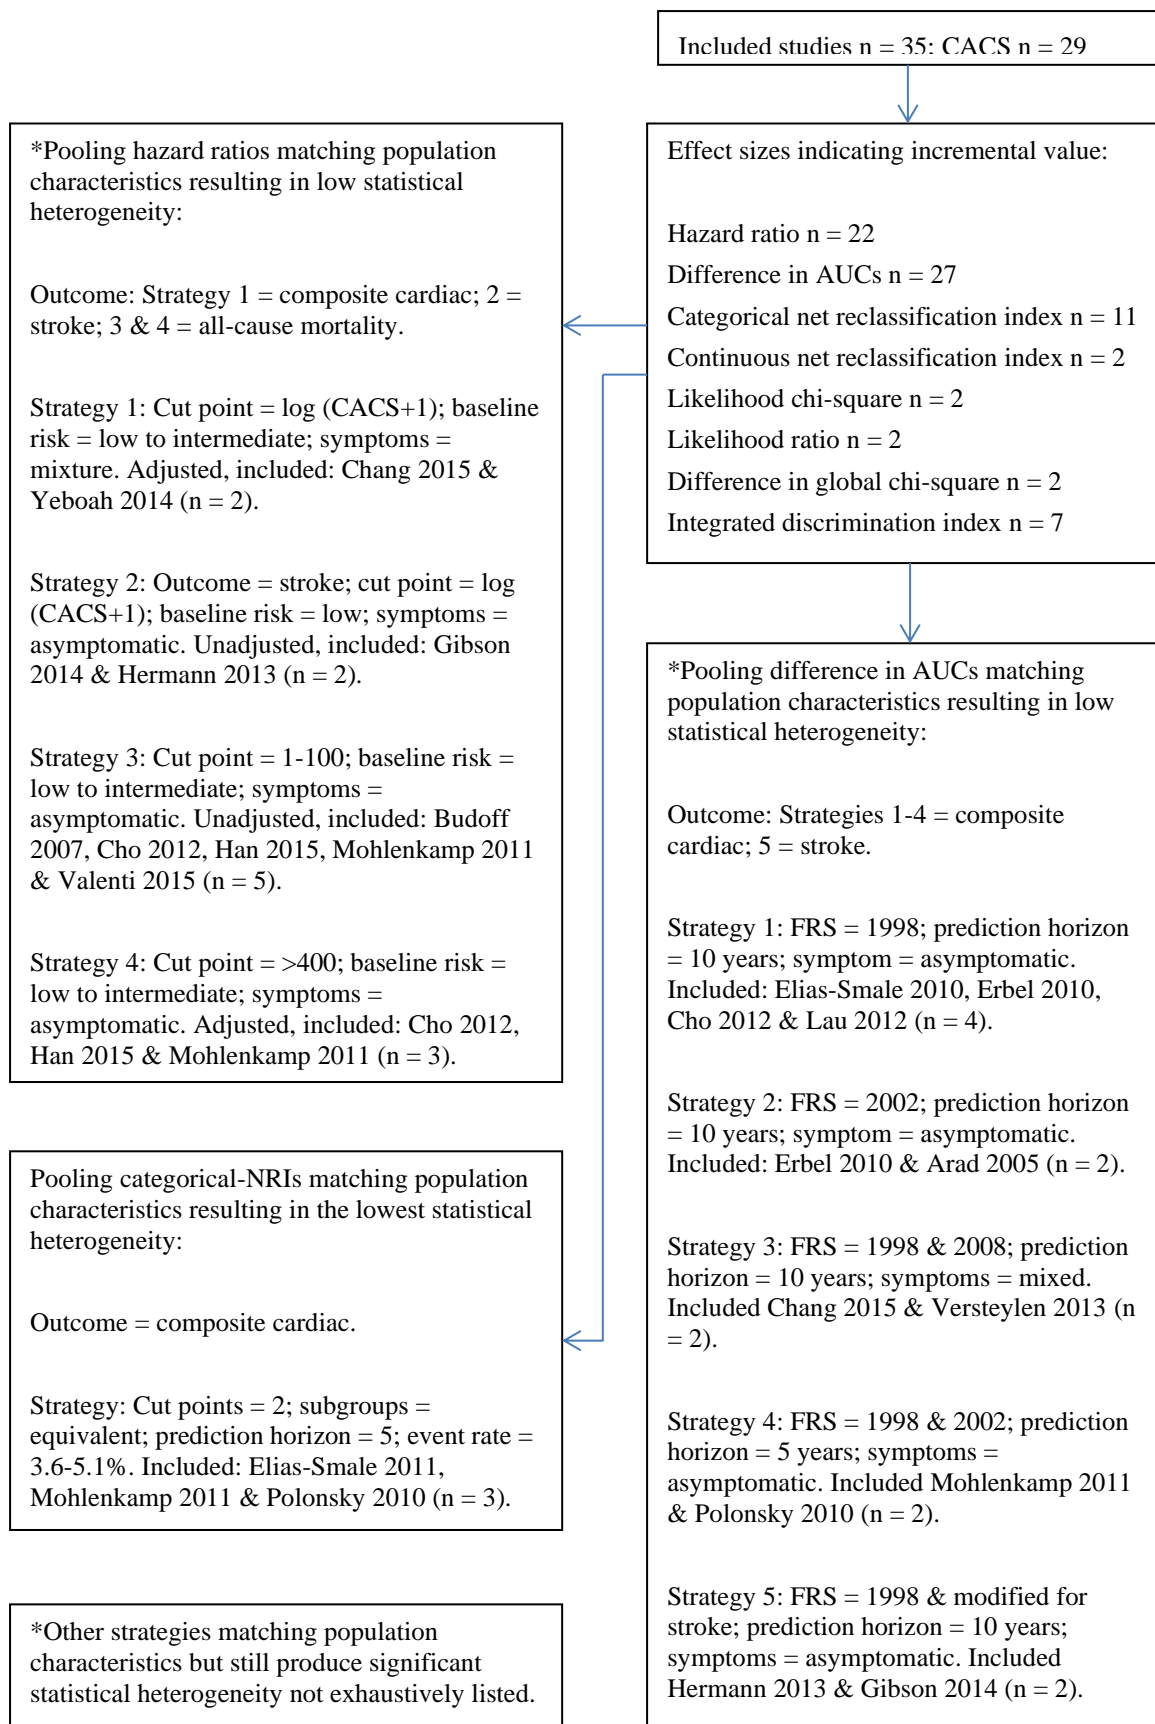 Included studies n = 35: CACS n = 29
Effect sizes indicating incremental value:
Hazard ratio n = 22
Difference in AUCs n = 27
Categorical net reclassification index n = 11
Continuous net reclassification index n = 2
Likelihood chi-square n = 2
Likelihood ratio n = 2
Difference in global chi-square n = 2
Integrated discrimination index n = 7
*Pooling hazard ratios matching population
characteristics resulting in low statistical
heterogeneity:
Outcome: Strategy 1 = composite cardiac; 2 =
stroke; 3 & 4 = all-cause mortality.
Strategy 1: Cut point = log (CACS+1); baseline
risk = low to intermediate; symptoms =
mixture. Adjusted, included: Chang 2015 &
Yeboah 2014 (n = 2).
Strategy 2: Outcome = stroke; cut point = log
(CACS+1); baseline risk = low; symptoms =
asymptomatic. Unadjusted, included: Gibson
2014 & Hermann 2013 (n = 2).
Strategy 3: Cut point = 1-100; baseline risk =
low to intermediate; symptoms =
asymptomatic. Unadjusted, included: Budoff
2007, Cho 2012, Han 2015, Mohlenkamp 2011
& Valenti 2015 (n = 5).
Strategy 4: Cut point = >400; baseline risk =
low to intermediate; symptoms =
asymptomatic. Adjusted, included: Cho 2012,
Han 2015 & Mohlenkamp 2011 (n = 3).
Pooling categorical-NRIs matching population
characteristics resulting in the lowest statistical
heterogeneity:
Outcome = composite cardiac.
Strategy: Cut points = 2; subgroups =
equivalent; prediction horizon = 5; event rate =
3.6-5.1%. Included: Elias-Smale 2011,
Mohlenkamp 2011 & Polonsky 2010 (n = 3).
*Other strategies matching population
characteristics but still produce significant
statistical heterogeneity not exhaustively listed.
*Pooling difference in AUCs matching
population characteristics resulting in low
statistical heterogeneity:
Outcome: Strategies 1-4 = composite
cardiac; 5 = stroke.
Strategy 1: FRS = 1998; prediction horizon
= 10 years; symptom = asymptomatic.
Included: Elias-Smale 2010, Erbel 2010,
Cho 2012 & Lau 2012 (n = 4).
Strategy 2: FRS = 2002; prediction horizon
= 10 years; symptom = asymptomatic.
Included: Erbel 2010 & Arad 2005 (n = 2).
Strategy 3: FRS = 1998 & 2008; prediction
horizon = 10 years; symptoms = mixed.
Included Chang 2015 & Versteylen 2013 (n
= 2).
Strategy 4: FRS = 1998 & 2002; prediction
horizon = 5 years; symptoms =
asymptomatic. Included Mohlenkamp 2011
& Polonsky 2010 (n = 2).
Strategy 5: FRS = 1998 & modified for
stroke; prediction horizon = 10 years;
symptoms = asymptomatic. Included
Hermann 2013 & Gibson 2014 (n = 2).